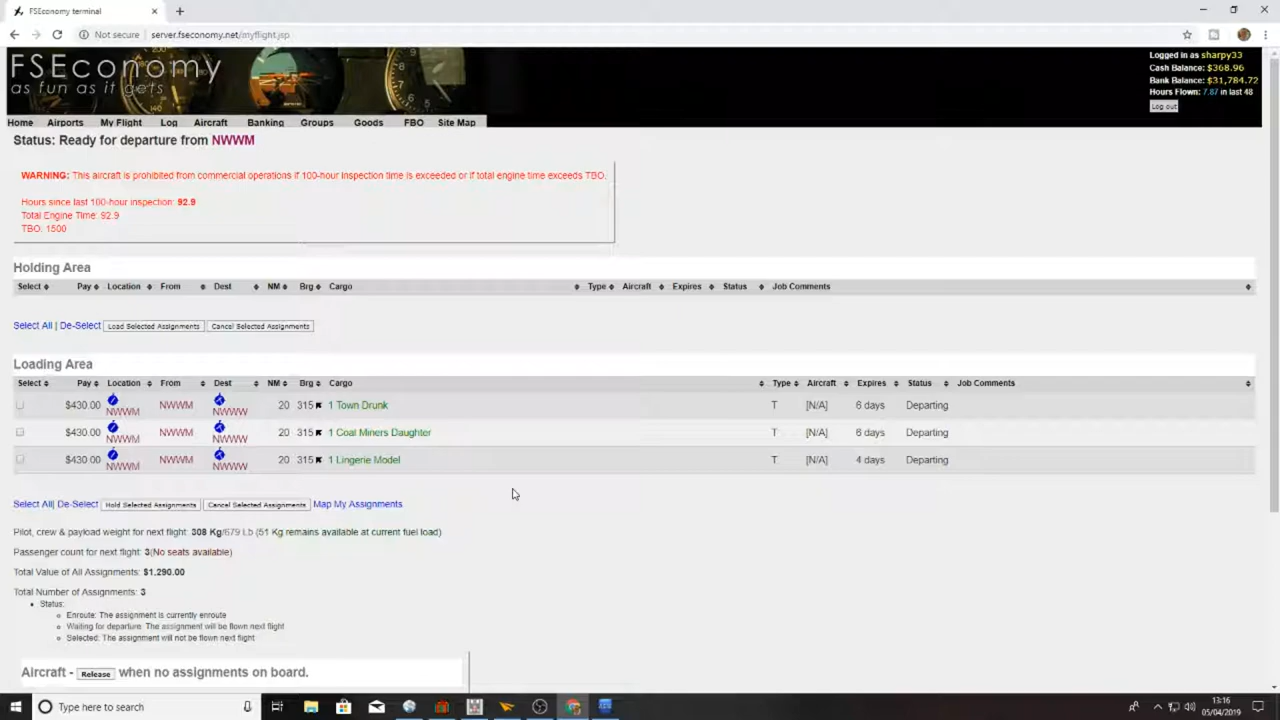 FSEconomy terminal
Not secure | server.fseconomy.net/myflight.jsp
FSEconomy
as fun as it gets
Logged in as sharpy33
Cash Balance: $368.96
Bank Balance: $31,784.72
Hours Flown: 7.87 in last 48
Log out
Home Airports My Flight Log Aircraft Banking Groups Goods FBO Site Map
Status: Ready for departure from NWWM
WARNING: This aircraft is prohibited from commercial operations if 100-hour inspection time is exceeded or if total engine time exceeds TBO.
Hours since last 100-hour inspection: 92.9
Total Engine Time: 92.9
TBO: 1500
Holding Area
Select Pay Location From Dest NM Brg Cargo Type Aircraft Expires Status Job Comments
Select All | De-Select Load Selected Assignments Cancel Selected Assignments
Loading Area
Select Pay Location From Dest NM Brg Cargo Type Aircraft Expires Status Job Comments
$430.00 NWWM NWWM NWWW 20 315 1 Town Drunk T [N/A] 6 days Departing
$430.00 NWWM NWWM NWWW 20 315 1 Coal Miners Daughter T [N/A] 6 days Departing
$430.00 NWWM NWWM NWWW 20 315 1 Lingerie Model T [N/A] 4 days Departing
Select All| De-Select Hold Selected Assignments Cancel Selected Assignments Map My Assignments
Pilot, crew & payload weight for next flight: 308 Kg/679 Lb (51 Kg remains available at current fuel load)
Passenger count for next flight: 3(No seats available)
Total Value of All Assignments: $1,290.00
Total Number of Assignments: 3
Status:
Enroute: The assignment is currently enroute
Waiting for departure: The assignment will be flown next flight
Selected: The assignment will not be flown next flight
Aircraft - Release when no assignments on board.
Type here to search
13:16
05/04/2019